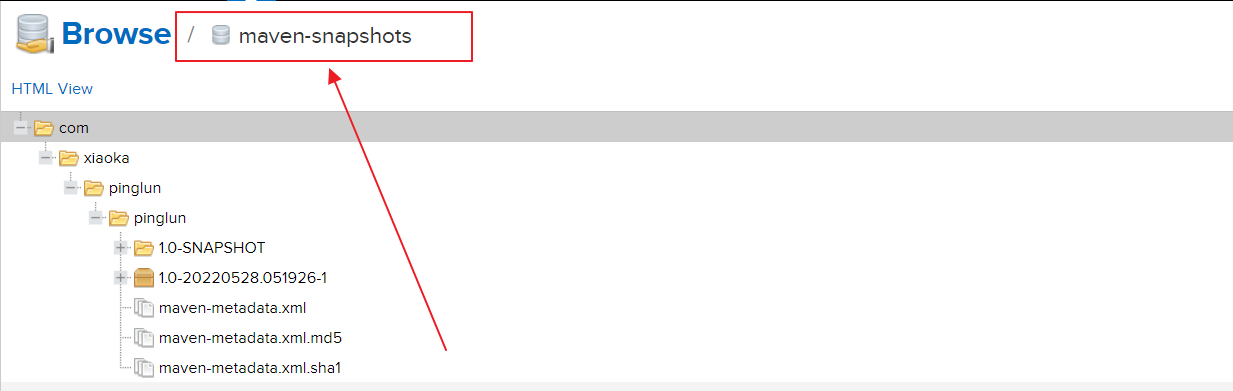 Browse / maven-snapshots
HTML View
com
xiaoka
pinglun
pinglun
1.0-SNAPSHOT
1.0-20220528.051926-1
maven-metadata.xml
maven-metadata.xml.md5
maven-metadata.xml.sha1